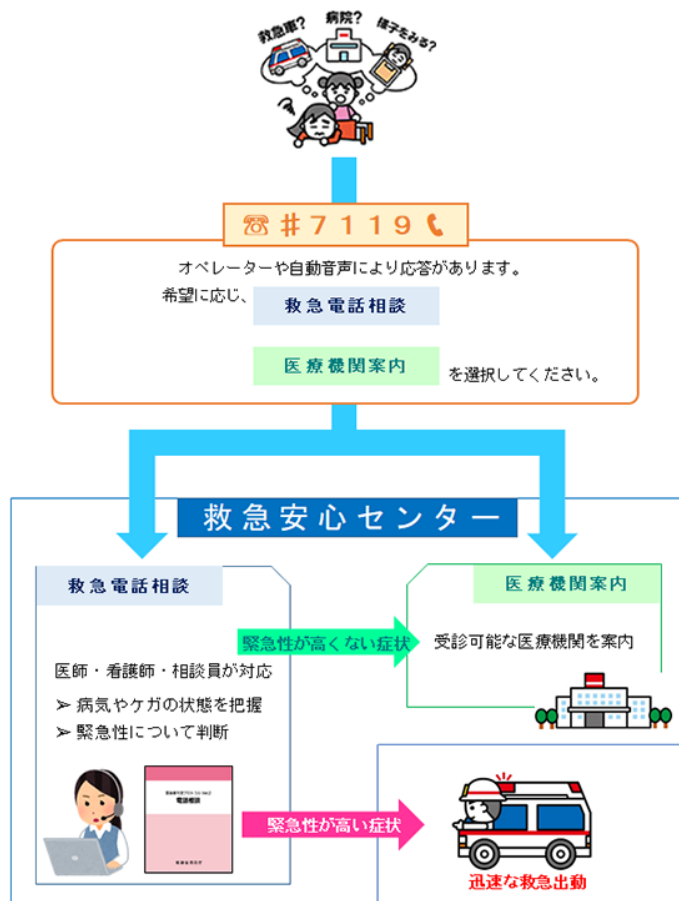 救急車？
病院？
様子をみる？
♯７１１９
オペレーターや自動音声により応答があります。
希望に応じ、
救急電話相談
医療機関案内
を選択してください。
救急安心センター
救急電話相談
医師・看護師・相談員が対応
➢ 病気やケガの状態を把握
➢ 緊急性について判断
電話相談
緊急性が高くない症状
医療機関案内
受診可能な医療機関を案内
緊急性が高い症状
迅速な救急出動